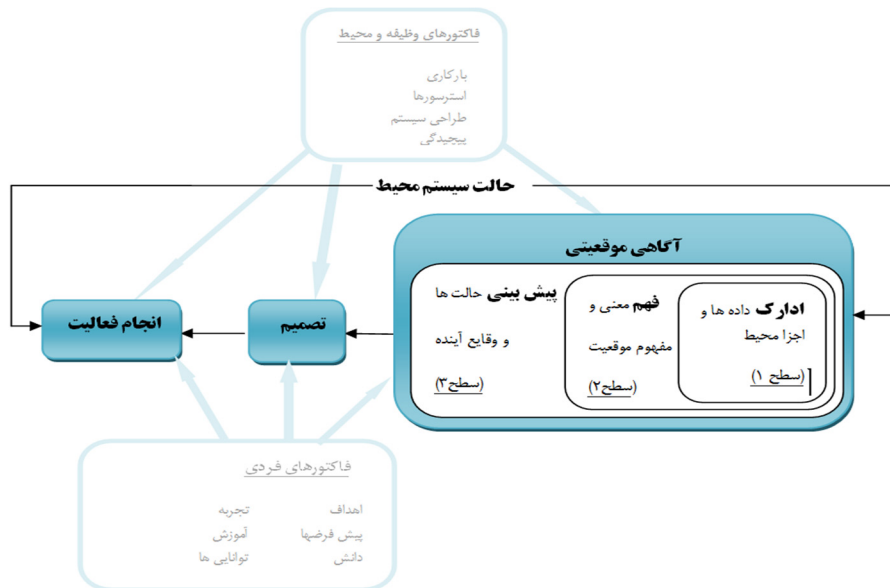 فاکتورهای وظیفه و محیط
بارکاری
استرسورها
طراحی سیستم
پیچیدگی
حالت سیستم محیط
آگاهی موقعیتی
ادارک داده ها و
اجزا محیط
(سطح ۱)
فهم معنی و
مفهوم موقعیت
(سطح۲)
پیش بینی حالت ها
و وقایع آینده
(سطح۳)
تصمیم
انجام فعالیت
فاکتورهای فردی
اهداف
پیش فرضها
دانش
تجربه
آموزش
توانایی ها